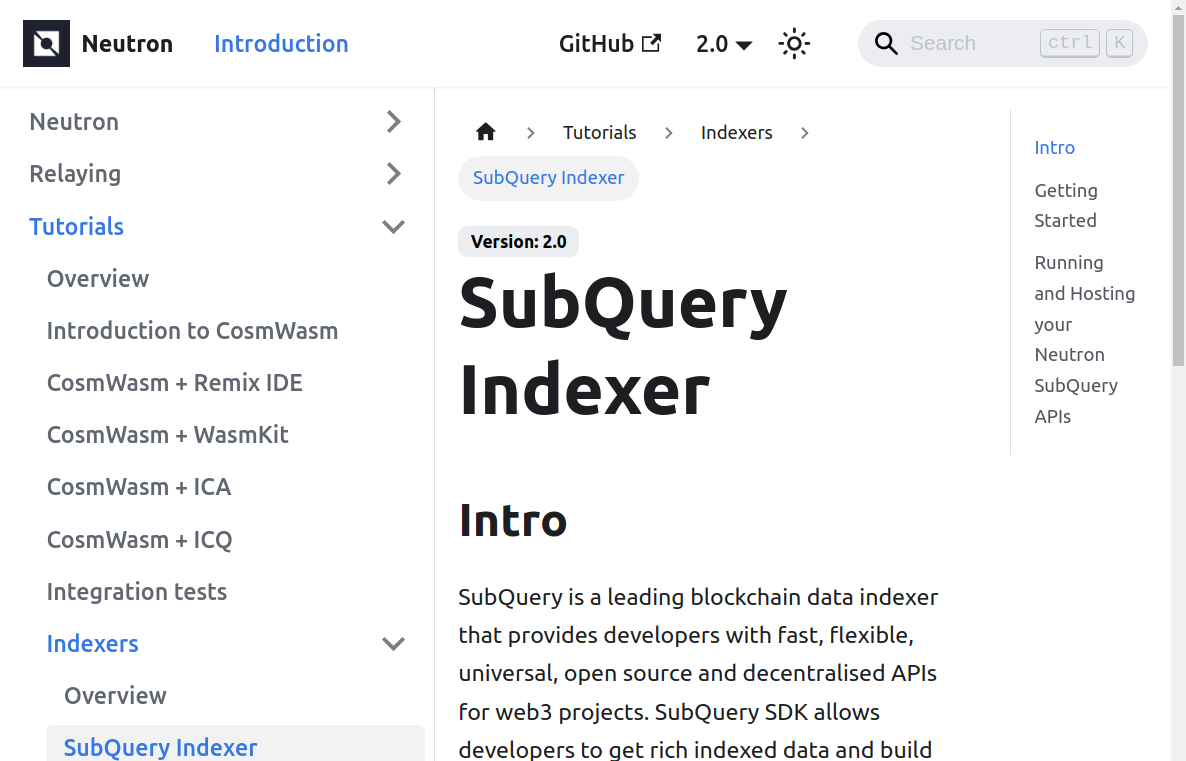 Neutron
Introduction
GitHub
2.0
Search
ctrl K
Neutron
Relaying
Tutorials
Overview
Introduction to CosmWasm
CosmWasm + Remix IDE
CosmWasm + WasmKit
CosmWasm + ICA
CosmWasm + ICQ
Integration tests
Indexers
Overview
SubQuery Indexer
Tutorials
Indexers
SubQuery Indexer
Version: 2.0
SubQuery
Indexer
Intro
SubQuery is a leading blockchain data indexer
that provides developers with fast, flexible,
universal, open source and decentralised APIs
for web3 projects. SubQuery SDK allows
developers to get rich indexed data and build
Intro
Getting
Started
Running
and Hosting
your
Neutron
SubQuery
APIs